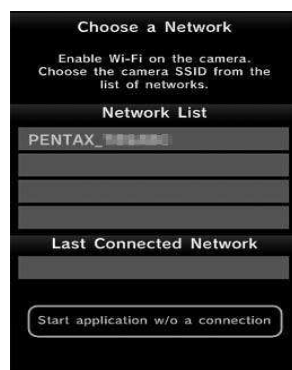 Choose a Network
Enable Wi-Fi on the camera.
Choose the camera SSID from the
list of networks.
Network List
PENTAX_
Last Connected Network
Start application w/o a connection